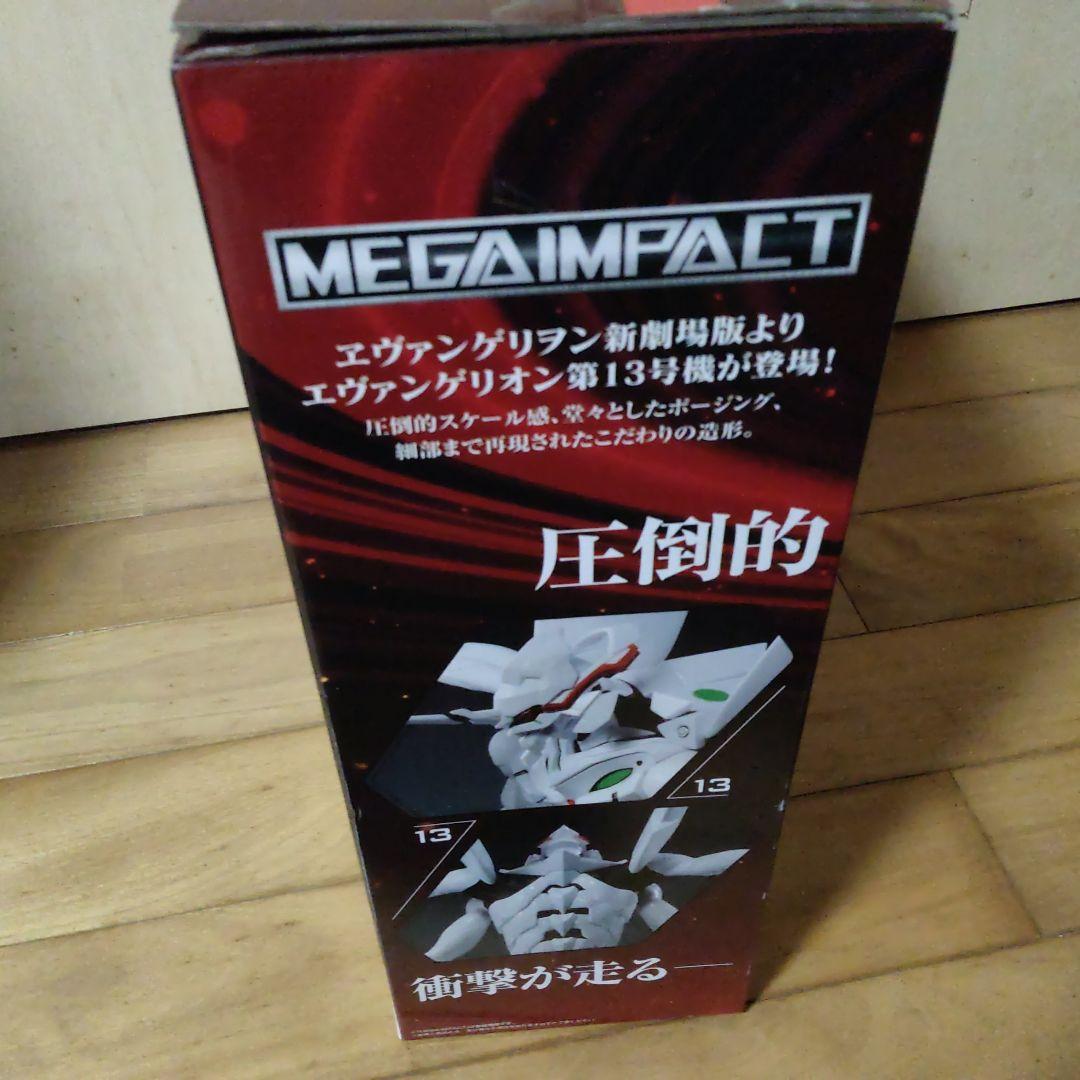 MEGAIMPACT
ヱヴァンゲリヲン新劇場版より
エヴァンゲリオン第13号機が登場!
圧倒的スケール感、堂々としたポージング、
細部まで再現されたこだわりの造形。
圧倒的
13
13
衝撃が走る―